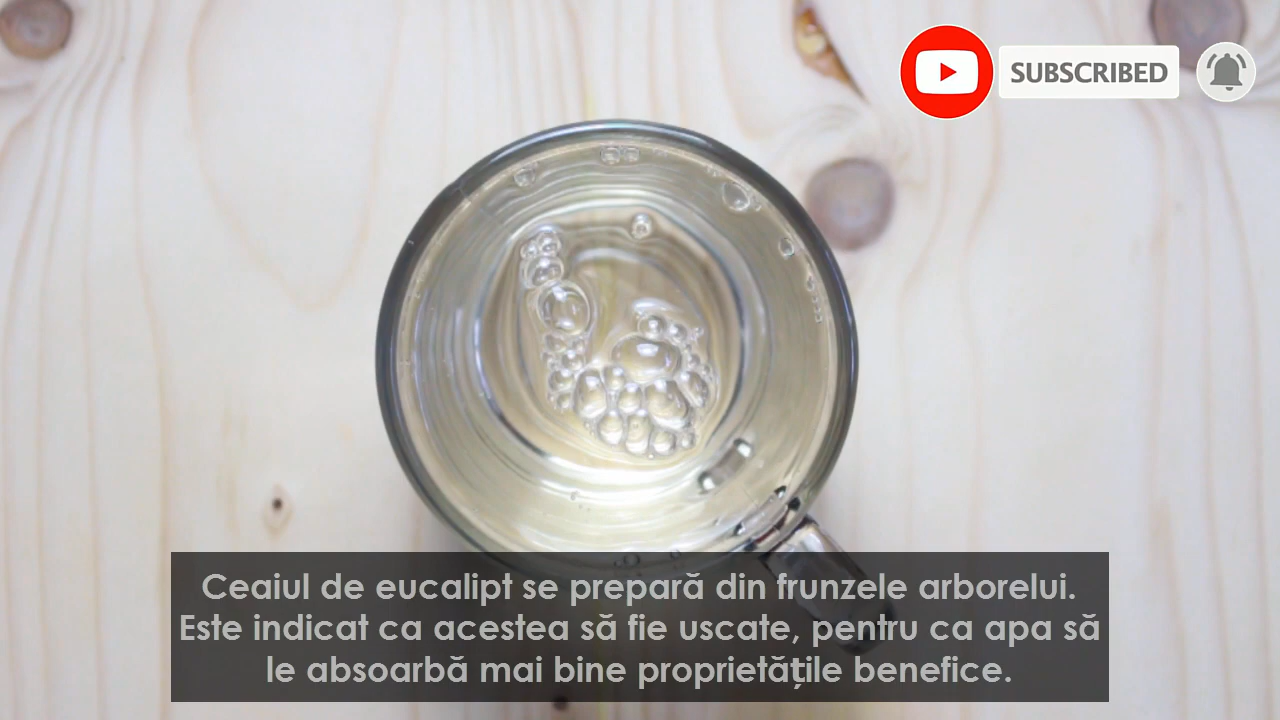 SUBSCRIBED
Ceaiul de eucalipt se prepară din frunzele arborelui.
Este indicat ca acestea să fie uscate, pentru ca apa să
le absoarbă mai bine proprietățile benefice.